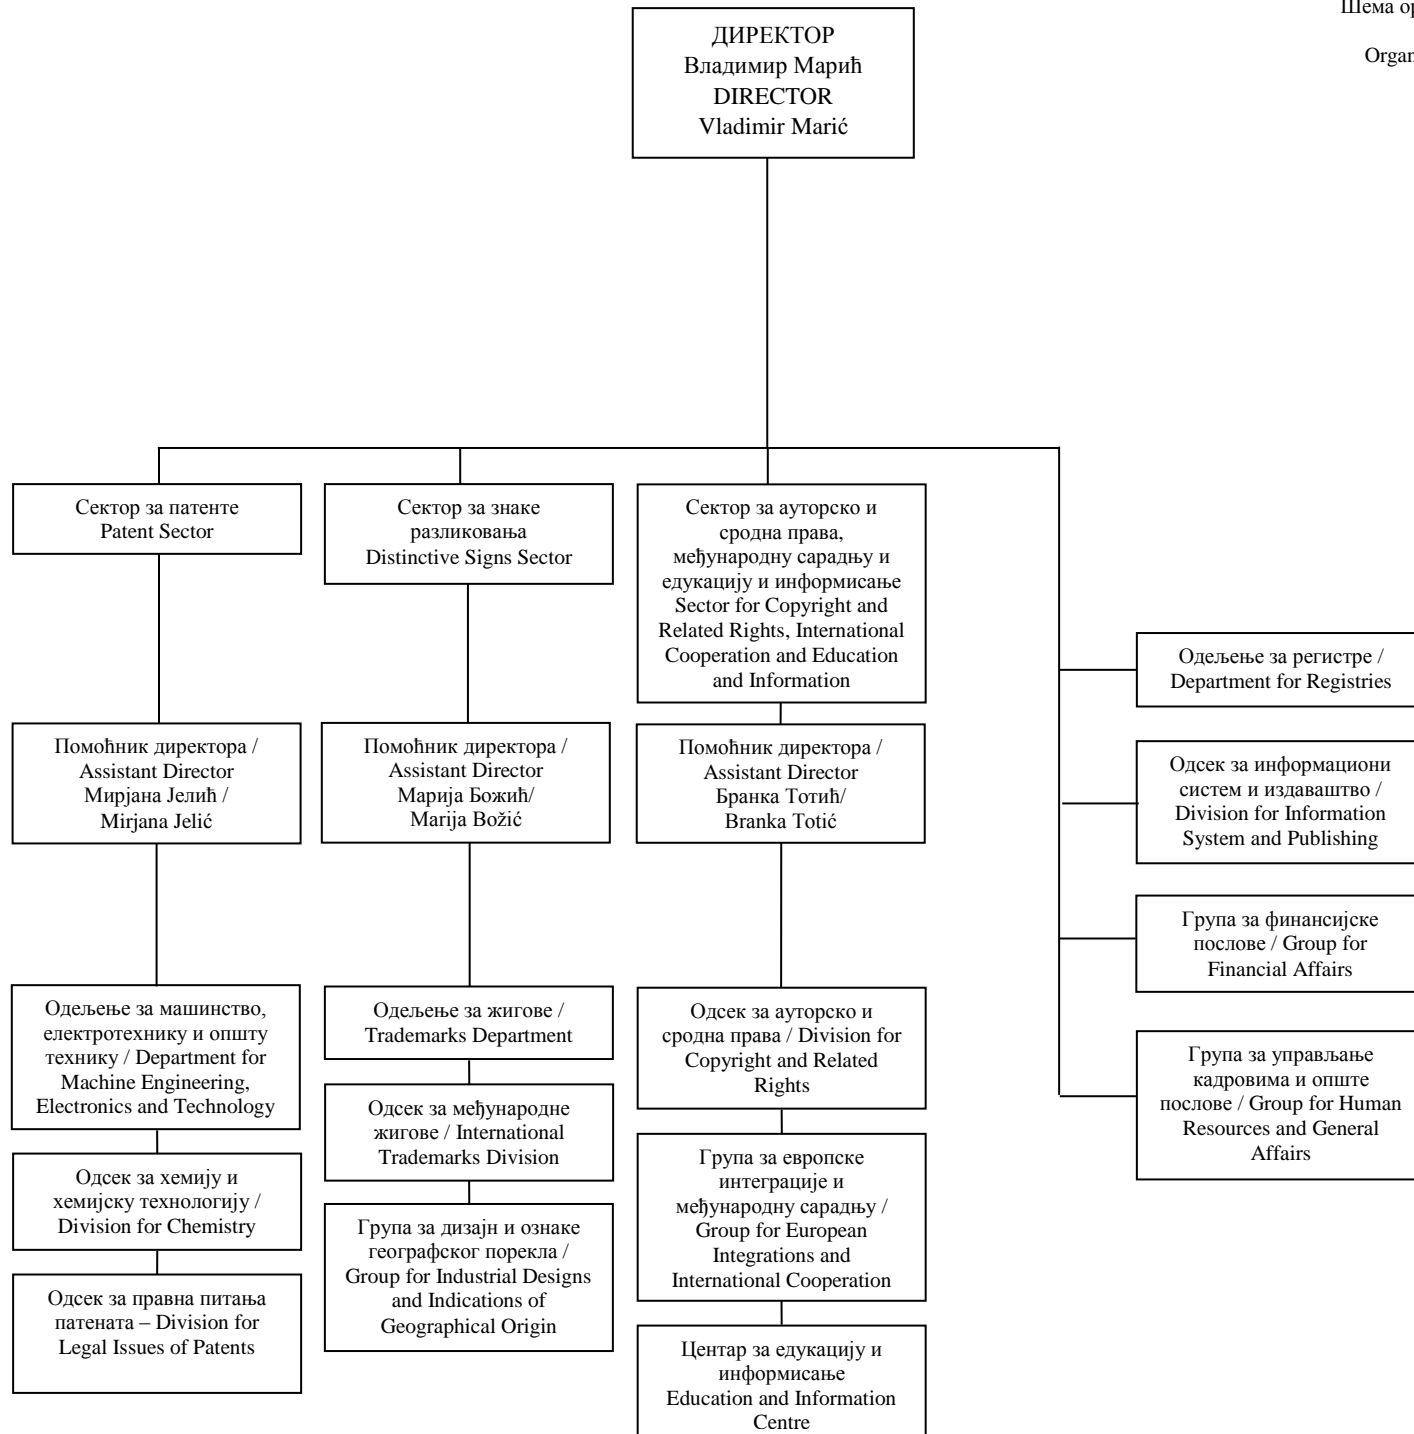 Шема
Organ
ДИРЕКТОР
Владимир Марић
DIRECTOR
Vladimir Marić
Сектор за патенте
Patent Sector
Сектор за знаке
разликовања
Distinctive Signs Sector
Сектор за ауторско и
сродна права,
међународну сарадњу и
едукацију и информисање
Sector for Copyright and
Related Rights, International
Cooperation and Education
and Information
Помоћник директора /
Assistant Director
Мирјана Јелић /
Mirjana Jelić
Помоћник директора /
Assistant Director
Марија Божић/
Marija Božić
Помоћник директора /
Assistant Director
Бранка Тотић/
Branka Totić
Одељење за машинство,
електротехнику и општу
технику / Department for
Machine Engineering,
Electronics and Technology
Одсек за хемију и
хемијску технологију /
Division for Chemistry
Одсек за правна питања
патената – Division for
Legal Issues of Patents
Одељење за жигове /
Trademarks Department
Одсек за међународне
жигове / International
Trademarks Division
Група за дизајн и ознаке
географског порекла /
Group for Industrial Designs
and Indications of
Geographical Origin
Одсек за ауторско и
сродна права / Division for
Copyright and Related
Rights
Група за европске
интеграције и
међународну сарадњу /
Group for European
Integrations and
International Cooperation
Центар за едукацију и
информисање
Education and Information
Centre
Одељење за регистре /
Department for Registries
Одсек за информациони
систем и издаваштво /
Division for Information
System and Publishing
Група за финансијске
послове / Group for
Financial Affairs
Група за управљање
кадровима и опште
послове / Group for Human
Resources and General
Affairs